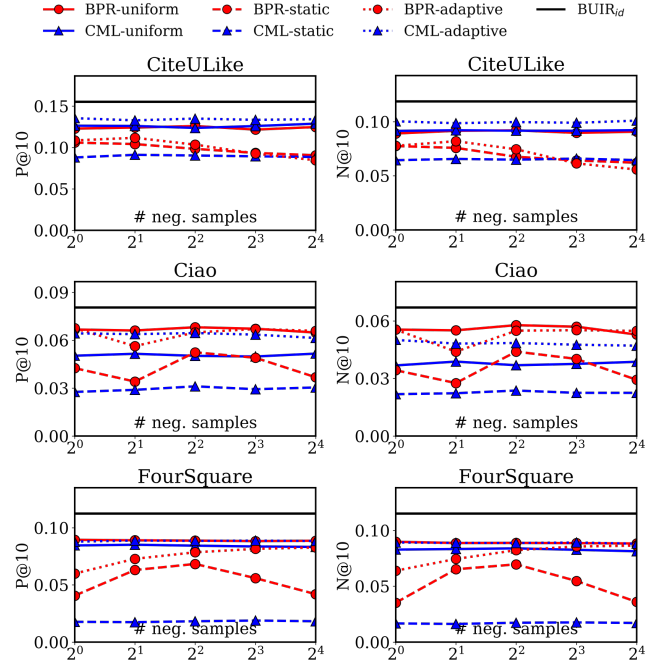 BPR-uniform BPR-static BPR-adaptive BUIR_id
CML-uniform CML-static CML-adaptive
CiteULike CiteULike
P@10 0.15 0.10 0.05 0.00
# neg. samples
2^0 2^1 2^2 2^3 2^4
N@10 0.10 0.05 0.00
# neg. samples
2^0 2^1 2^2 2^3 2^4
Ciao Ciao
P@10 0.09 0.06 0.03 0.00
# neg. samples
2^0 2^1 2^2 2^3 2^4
N@10 0.06 0.03 0.00
# neg. samples
2^0 2^1 2^2 2^3 2^4
FourSquare FourSquare
P@10 0.10 0.05 0.00
# neg. samples
2^0 2^1 2^2 2^3 2^4
N@10 0.10 0.05 0.00
# neg. samples
2^0 2^1 2^2 2^3 2^4